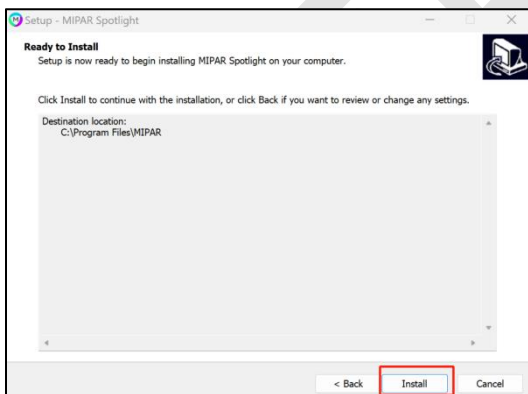 Setup - MIPAR Spotlight
Ready to Install
Setup is now ready to begin installing MIPAR Spotlight on your computer.
Click Install to continue with the installation, or click Back if you want to review or change any settings.
Destination location:
C:\Program Files\MIPAR
< Back Install Cancel